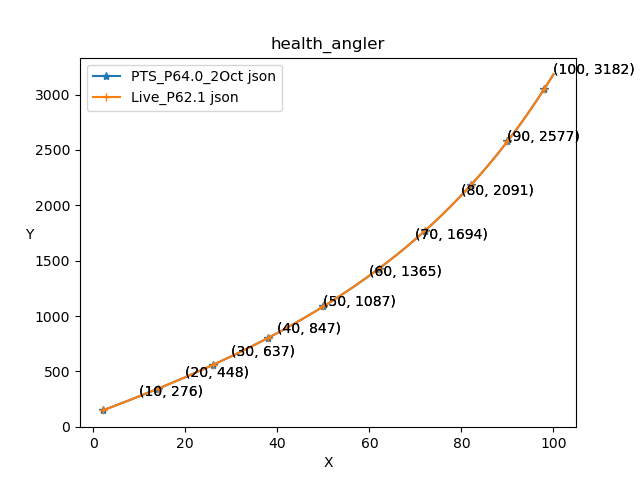 health_angler
PTS_P64.0_2Oct json
Live_P62.1 json
Y
3000
2500
2000
1500
1000
500
0
(100, 3182)
(90, 2577)
(80, 2091)
(70, 1694)
(60, 1365)
(50, 1087)
(40, 847)
(30, 637)
(20, 448)
(10, 276)
0 20 40 60 80 100
X